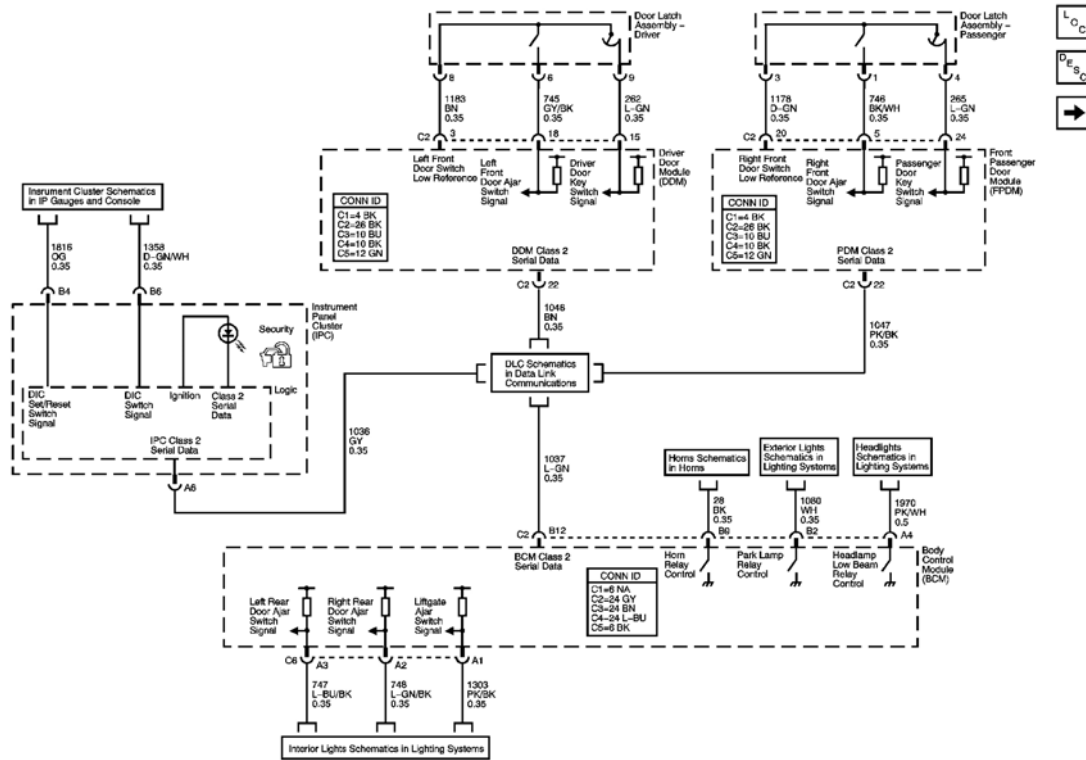 Door Latch
Assembly –
Driver
Door Latch
Assembly –
Passenger
LOC
DESC
8
6
9
3
1
4
1183
BN
0.35
745
GY/BK
0.35
262
L-GN
0.35
1178
D-GN
0.35
746
BK/WH
0.35
265
L-GN
0.35
C2
3
18
15
C2
20
5
24
Left Front
Door Switch
Low Reference
Left
Front
Door Ajar
Switch
Signal
Driver
Door
Key
Switch
Signal
Driver
Door
Module
(DDM)
Right Front
Door Switch
Low Reference
Right
Front
Door Ajar
Switch
Signal
Passenger
Door
Key
Switch
Signal
Front
Passenger
Door
Module
(FPDM)
CONN ID
C1=4 BK
C2=26 BK
C3=10 BU
C4=10 BK
C5=12 GN
CONN ID
C1=4 BK
C2=26 BK
C3=10 BU
C4=10 BK
C5=12 GN
DDM Class 2
Serial Data
PDM Class 2
Serial Data
C2
22
C2
22
Insrument Cluster Schematics
in IP Gauges and Console
1816
OG
0.35
1358
D-GN/WH
0.35
B4
B6
Instrument
Panel
Cluster
(IPC)
Security
Logic
DIC
Set/Reset
Switch
Signal
DIC
Switch
Signal
Ignition
Class 2
Serial
Data
IPC Class 2
Serial Data
A6
1046
BN
0.35
1047
PK/BK
0.35
DLC Schematics
in Data Link
Communications
1036
GY
0.35
1037
L-GN
0.35
Horns Schematics
in Horns
Exterior Lights
Schematics in
Lighting Systems
Headlights
Schematics in
Lighting Systems
28
BK
0.35
1080
WH
0.35
1970
PK/WH
0.5
C2
B12
B6
B2
A4
BCM Class 2
Serial Data
Horn
Relay
Control
Park Lamp
Relay
Control
Headlamp
Low Beam
Relay
Control
Body
Control
Module
(BCM)
CONN ID
C1=6 NA
C2=24 GY
C3=24 BN
C4=24 L-BU
C5=6 BK
Left Rear
Door Ajar
Switch
Signal
Right Rear
Door Ajar
Switch
Signal
Liftgate
Ajar
Switch
Signal
C6
A3
A2
A1
747
L-BU/BK
0.35
748
L-GN/BK
0.35
1303
PK/BK
0.35
Interior Lights Schematics in Lighting Systems